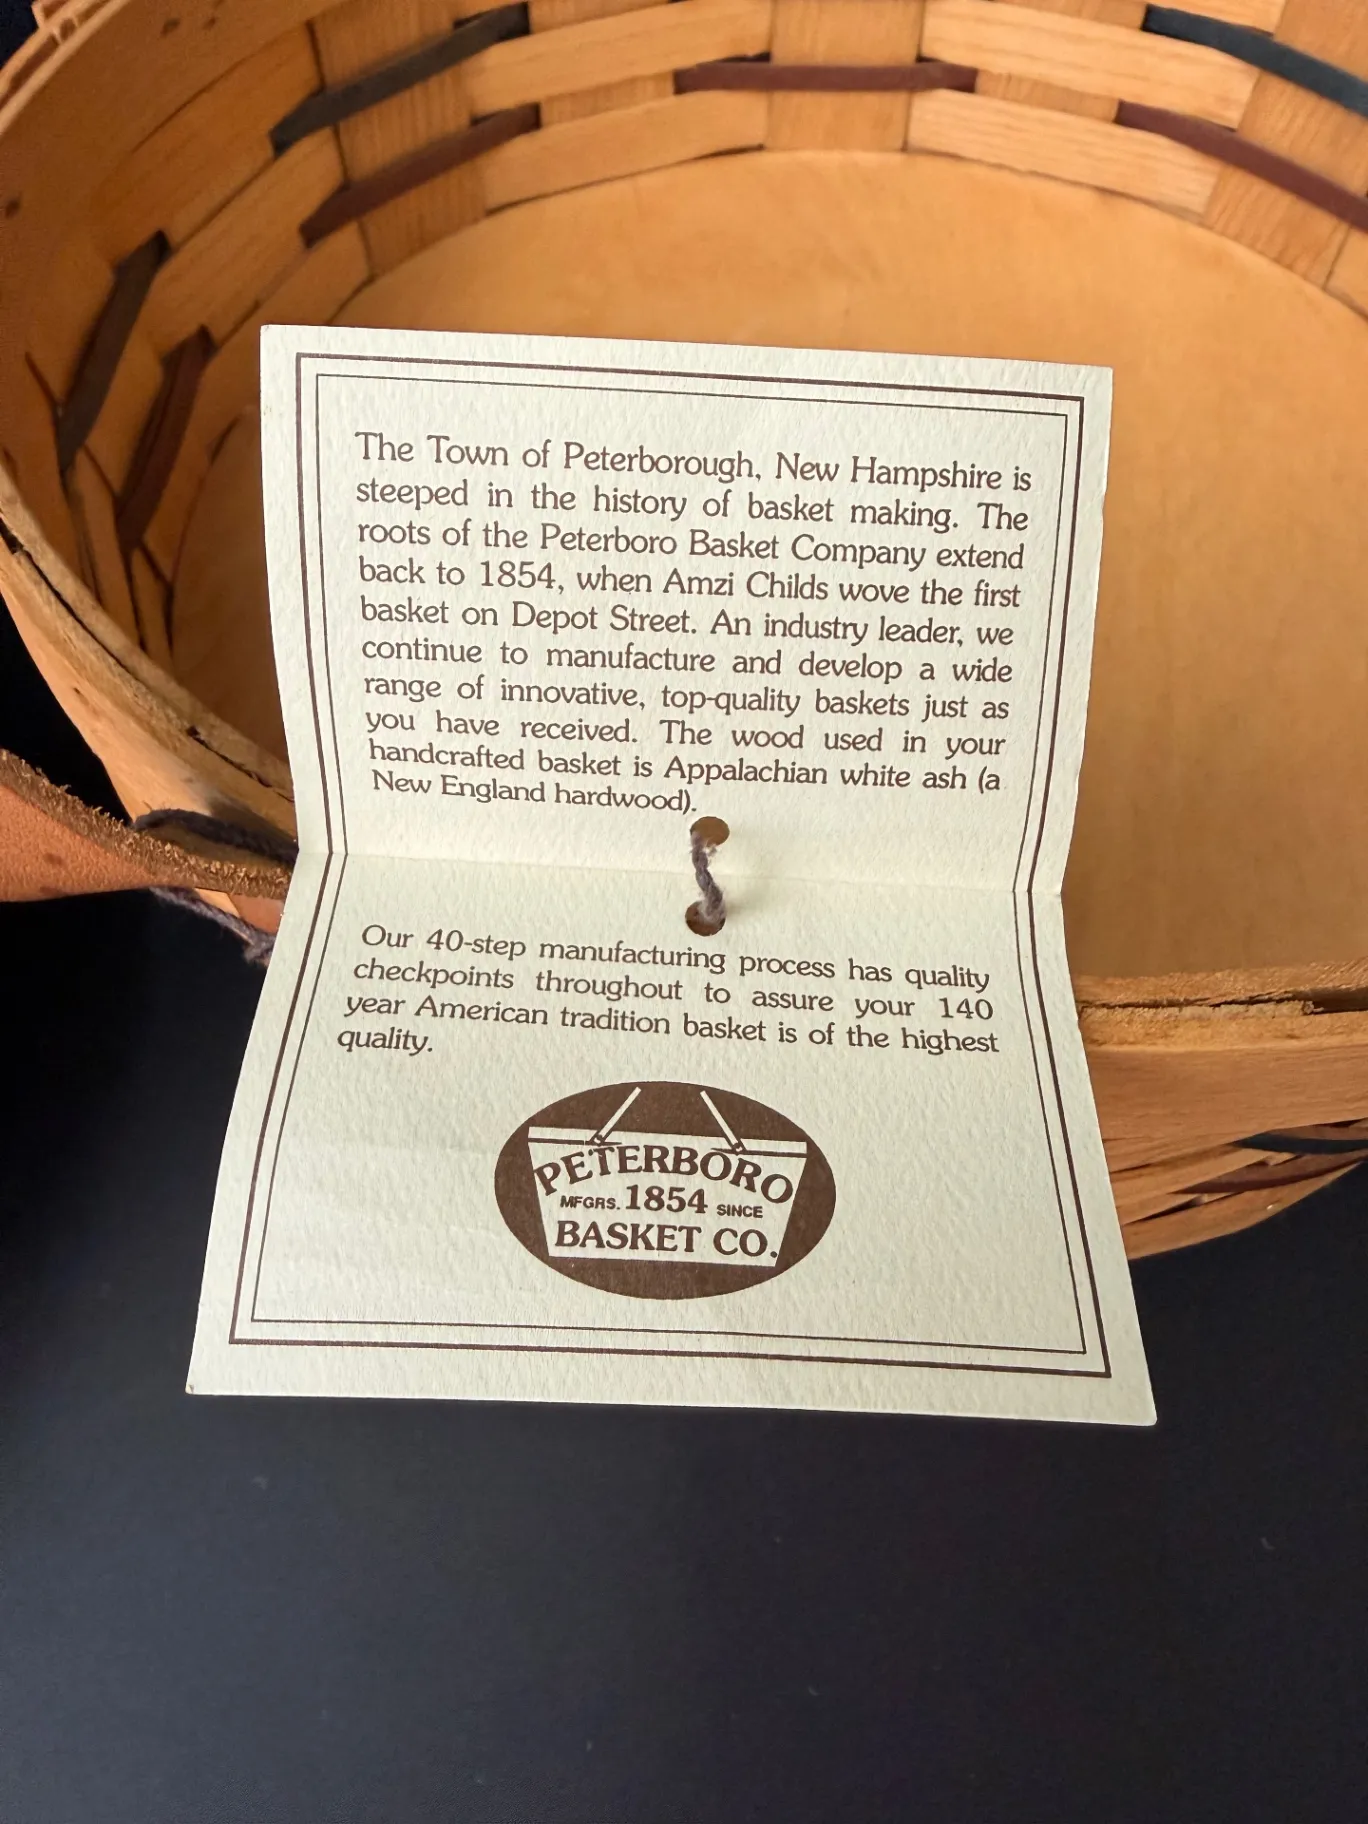 The Town of Peterborough, New Hampshire is
steeped in the history of basket making. The
roots of the Peterboro Basket Company extend
back to 1854, when Amzi Childs wove the first
basket on Depot Street. An industry leader, we
continue to manufacture and develop a wide
range of innovative, top-quality baskets just as
you have received. The wood used in your
handcrafted basket is Appalachian white ash (a
New England hardwood).
Our 40-step manufacturing process has quality
checkpoints throughout to assure your 140
year American tradition basket is of the highest
quality.
PETERBORO
MFGRS. 1854 SINCE
BASKET CO.